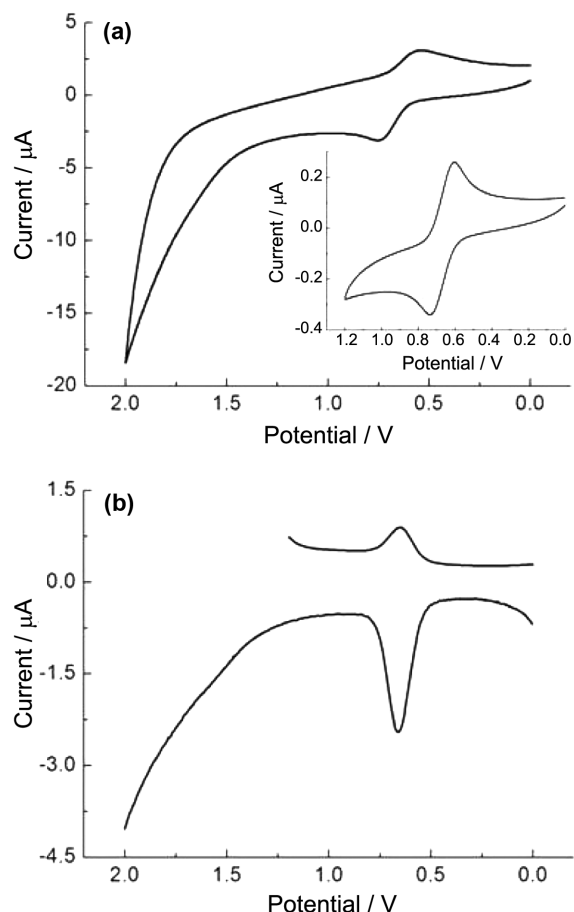 (a)
5
0
-5
-10
-15
-20
Current / μA
2.0 1.5 1.0 0.5 0.0
Potential / V
0.2
0.0
-0.2
-0.4
Current / μA
1.2 1.0 0.8 0.6 0.4 0.2 0.0
Potential / V
(b)
1.5
0.0
-1.5
-3.0
-4.5
Current / μA
2.0 1.5 1.0 0.5 0.0
Potential / V